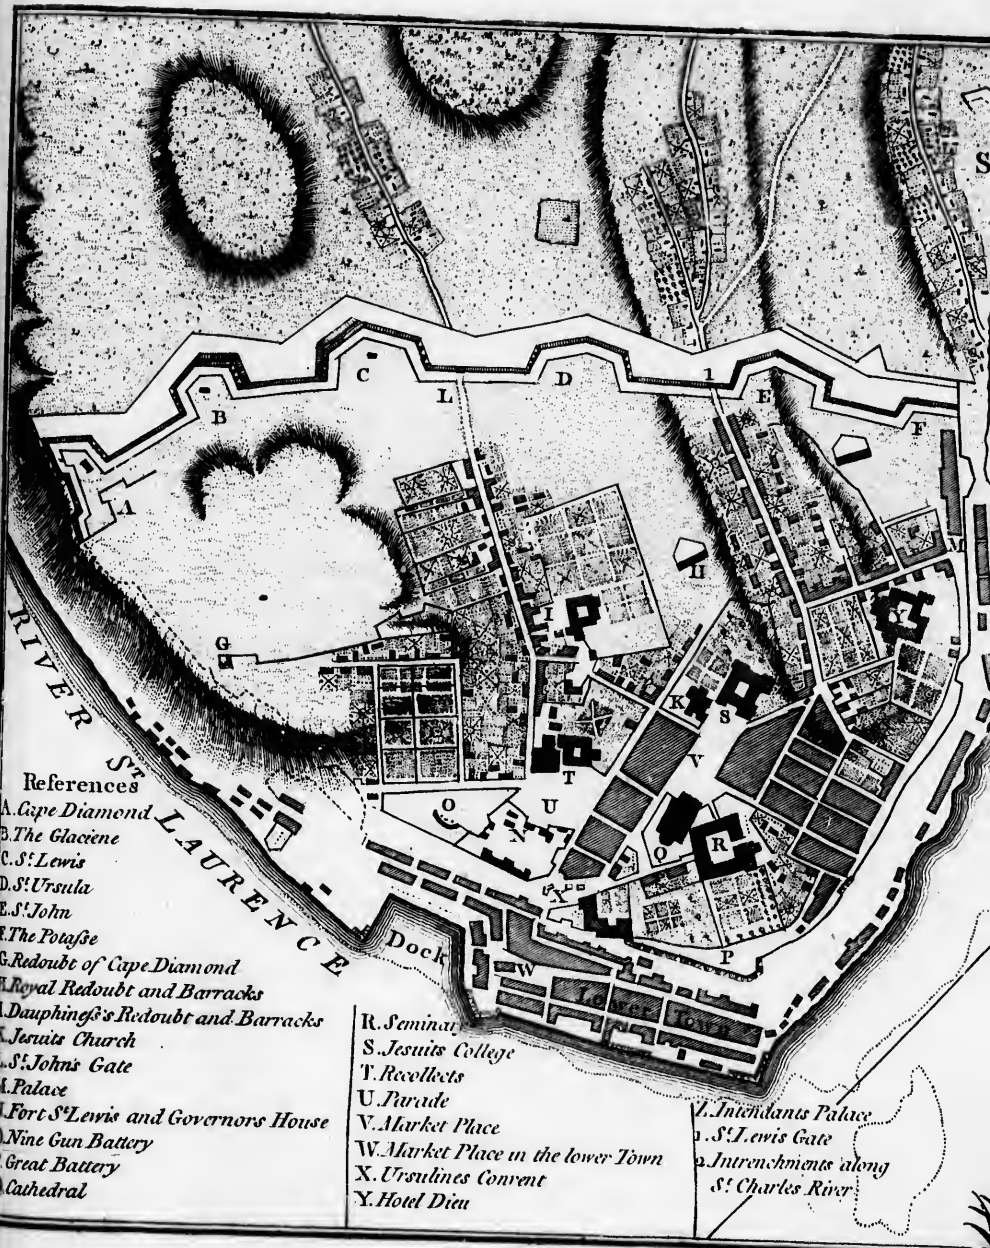 S
C
L
D
1
E
B
F
A
M
H
G
I
K
S
V
T
O
U
Q
R
X
P
W
RIVER ST LAURENCE
Dock
Lower Town
References
A. Cape Diamond
B. The Glaciene
C. St Lewis
D. St Ursula
E. St John
The Potaſse
G. Redoubt of Cape Diamond
Royal Redoubt and Barracks
Dauphineſs's Redoubt and Barracks
Jesuits Church
St John's Gate
Palace
Fort St Lewis and Governors House
Nine Gun Battery
Great Battery
Cathedral
R. Seminary
S. Jesuits College
T. Recollects
U. Parade
V. Market Place
W. Market Place in the lower Town
X. Ursulines Convent
Y. Hotel Dieu
Z. Intendants Palace
1. St Lewis Gate
2. Intrenchments along
St Charles River